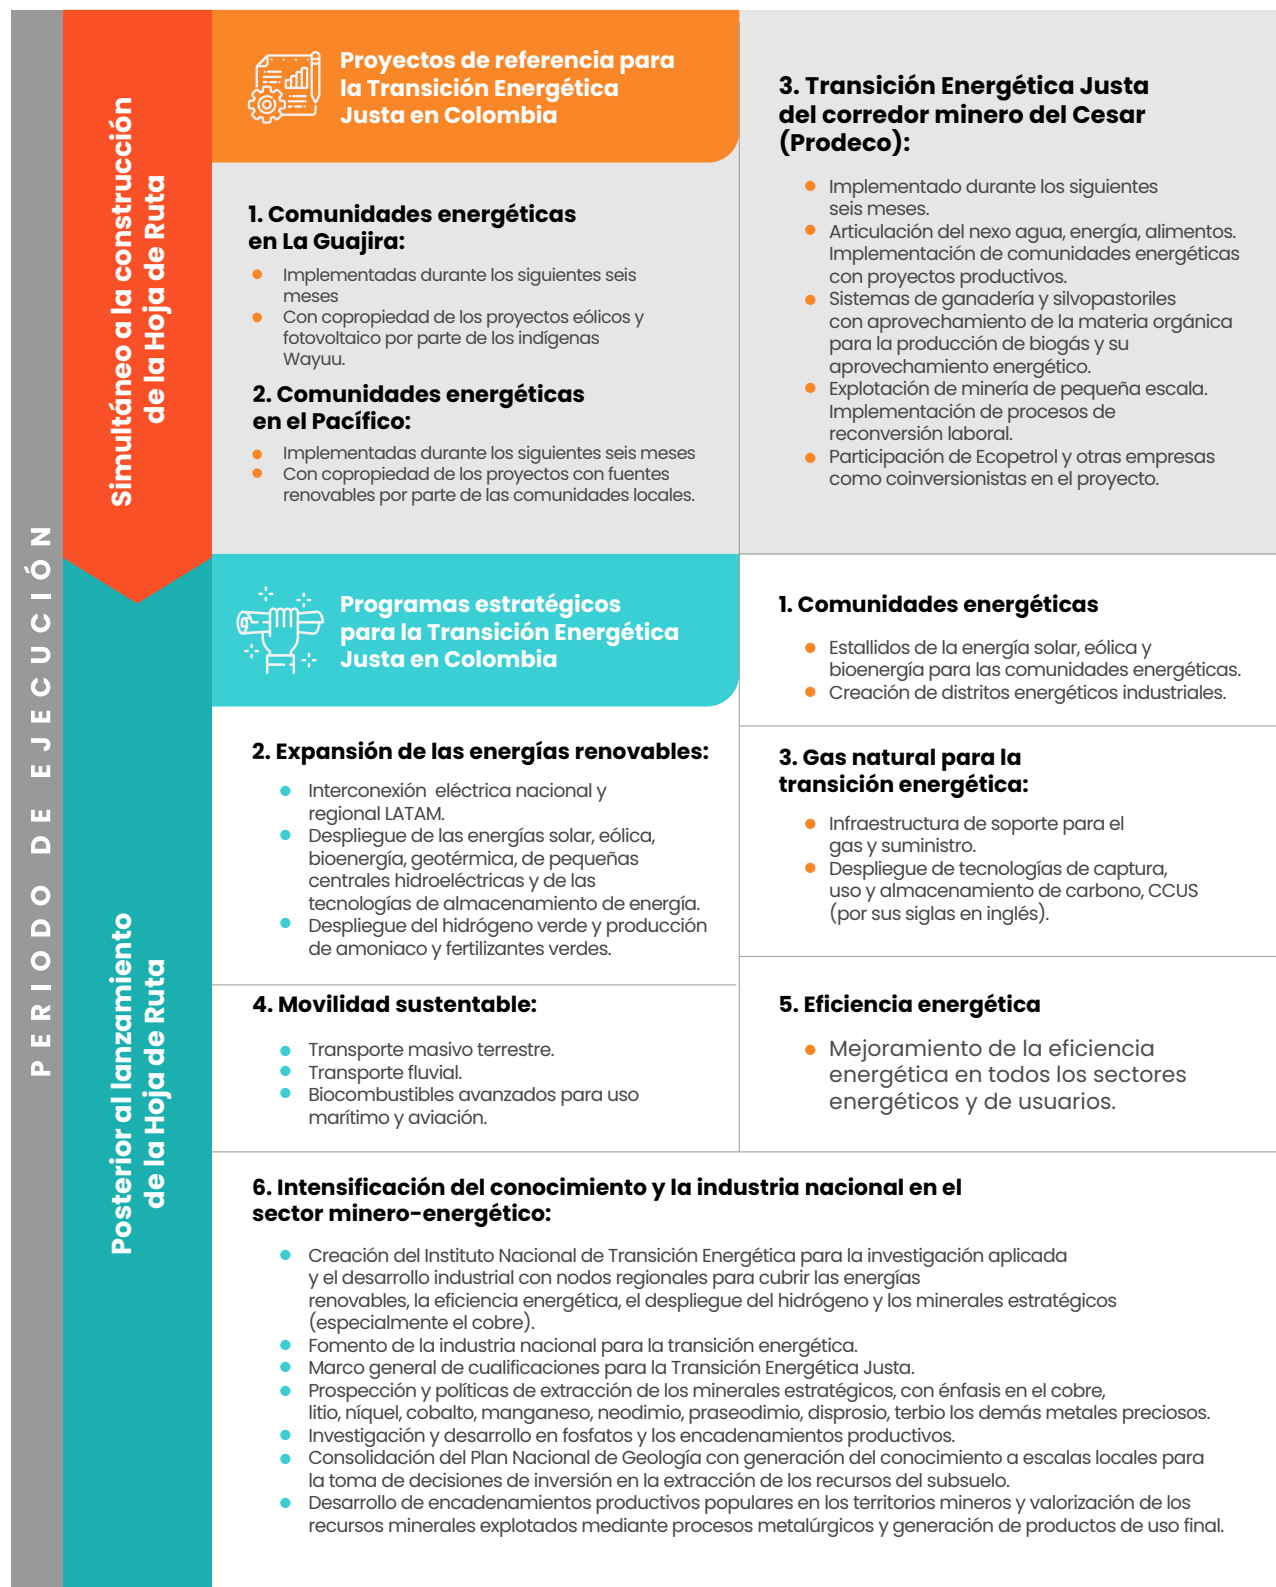 PERIODO DE EJECUCIÓN
Simultáneo a la construcción
de la Hoja de Ruta
Proyectos de referencia para
la Transición Energética
Justa en Colombia
1. Comunidades energéticas
en La Guajira:
Implementadas durante los siguientes seis
meses
Con copropiedad de los proyectos eólicos y
fotovoltaico por parte de los indígenas
Wayuu.
2. Comunidades energéticas
en el Pacífico:
Implementadas durante los siguientes seis meses
Con copropiedad de los proyectos con fuentes
renovables por parte de las comunidades locales.
3. Transición Energética Justa
del corredor minero del Cesar
(Prodeco):
Implementado durante los siguientes
seis meses.
Articulación del nexo agua, energía, alimentos.
Implementación de comunidades energéticas
con proyectos productivos.
Sistemas de ganadería y silvopastoriles
con aprovechamiento de la materia orgánica
para la producción de biogás y su
aprovechamiento energético.
Explotación de minería de pequeña escala.
Implementación de procesos de
reconversión laboral.
Participación de Ecopetrol y otras empresas
como coinversionistas en el proyecto.
Posterior al lanzamiento
de la Hoja de Ruta
Programas estratégicos
para la Transición Energética
Justa en Colombia
1. Comunidades energéticas
Estallidos de la energía solar, eólica y
bioenergía para las comunidades energéticas.
Creación de distritos energéticos industriales.
2. Expansión de las energías renovables:
Interconexión eléctrica nacional y
regional LATAM.
Despliegue de las energías solar, eólica,
bioenergía, geotérmica, de pequeñas
centrales hidroeléctricas y de las
tecnologías de almacenamiento de energía.
Despliegue del hidrógeno verde y producción
de amoniaco y fertilizantes verdes.
3. Gas natural para la
transición energética:
Infraestructura de soporte para el
gas y suministro.
Despliegue de tecnologías de captura,
uso y almacenamiento de carbono, CCUS
(por sus siglas en inglés).
4. Movilidad sustentable:
Transporte masivo terrestre.
Transporte fluvial.
Biocombustibles avanzados para uso
marítimo y aviación.
5. Eficiencia energética
Mejoramiento de la eficiencia
energética en todos los sectores
energéticos y de usuarios.
6. Intensificación del conocimiento y la industria nacional en el
sector minero-energético:
Creación del Instituto Nacional de Transición Energética para la investigación aplicada
y el desarrollo industrial con nodos regionales para cubrir las energías
renovables, la eficiencia energética, el despliegue del hidrógeno y los minerales estratégicos
(especialmente el cobre).
Fomento de la industria nacional para la transición energética.
Marco general de cualificaciones para la Transición Energética Justa.
Prospección y políticas de extracción de los minerales estratégicos, con énfasis en el cobre,
litio, níquel, cobalto, manganeso, neodimio, praseodimio, disprosio, terbio los demás metales preciosos.
Investigación y desarrollo en fosfatos y los encadenamientos productivos.
Consolidación del Plan Nacional de Geología con generación del conocimiento a escalas locales para
la toma de decisiones de inversión en la extracción de los recursos del subsuelo.
Desarrollo de encadenamientos productivos populares en los territorios mineros y valorización de los
recursos minerales explotados mediante procesos metalúrgicos y generación de productos de uso final.